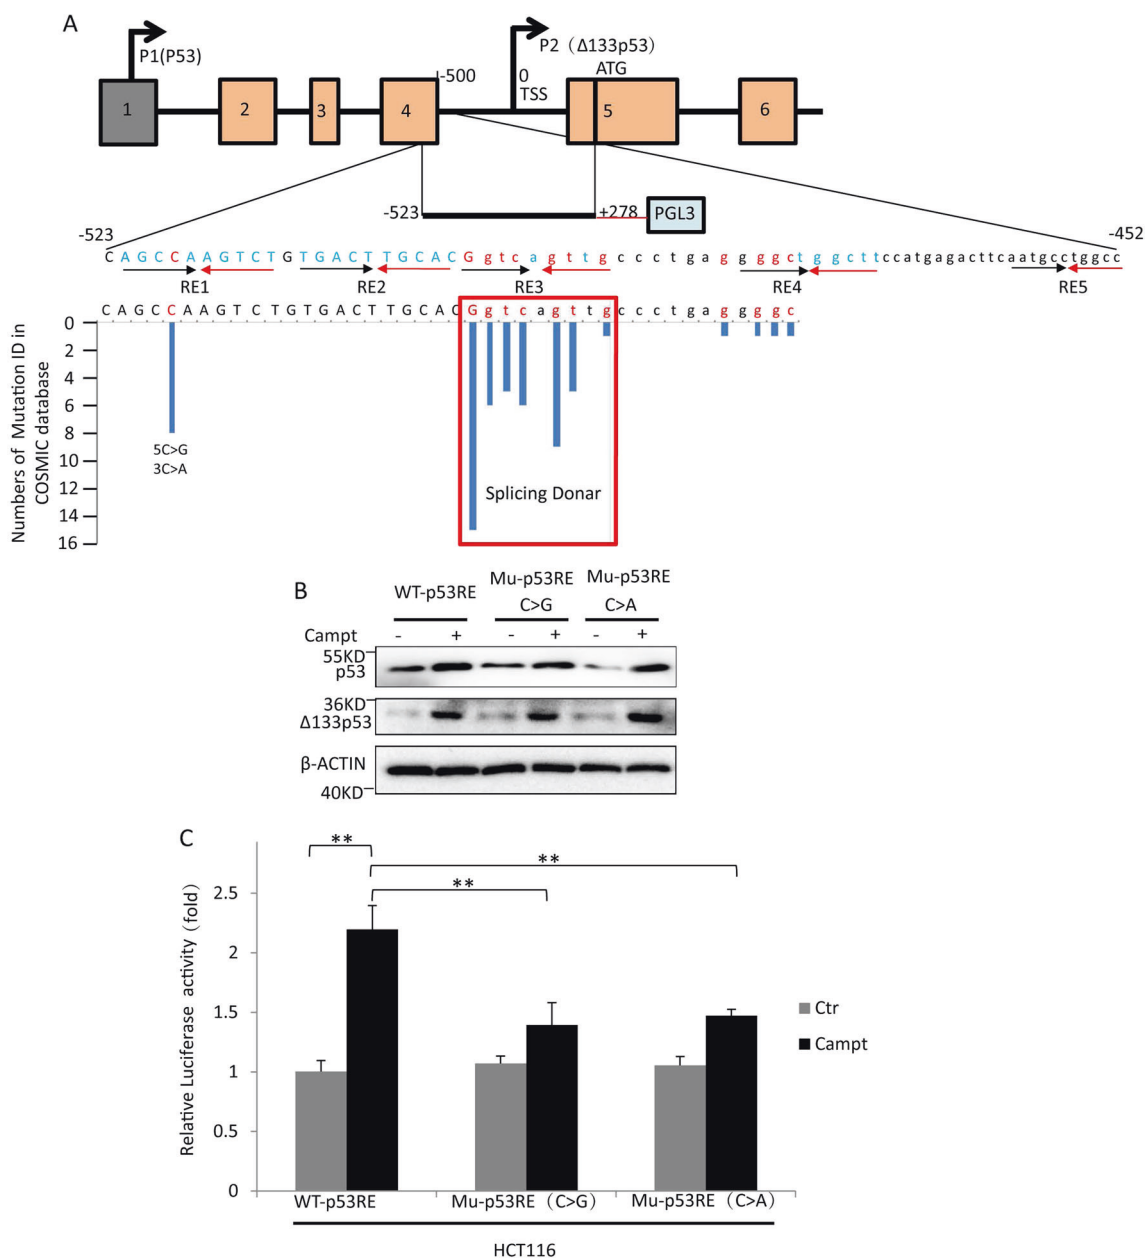 A
P1(P53)
P2 (Δ133p53)
-500
0
ATG
TSS
1
2
3
4
5
6
-523
+278
PGL3
-523
-452
C AGCCAAGTCTGTGACTTGCACGgtcagttgccctgaggggctggcttccatgagacttcaatgcctggcc
RE1
RE2
RE3
RE4
RE5
CAGCCAAGTCTGTGACTTGCACGgtcagttgccctgaggggc
Numbers of Mutation ID in
COSMIC database
0
2
4
6
8
10
12
14
16
5C>G
3C>A
Splicing Donar
B
WT-p53RE
Mu-p53RE
C>G
Mu-p53RE
C>A
Campt
-
+
-
+
-
+
55KD
p53
36KD
Δ133p53
β-ACTIN
40KD
C
**
**
**
Relative Luciferase activity (fold)
2.5
2
1.5
1
0.5
0
Ctr
Campt
WT-p53RE
Mu-p53RE (C>G)
Mu-p53RE (C>A)
HCT116